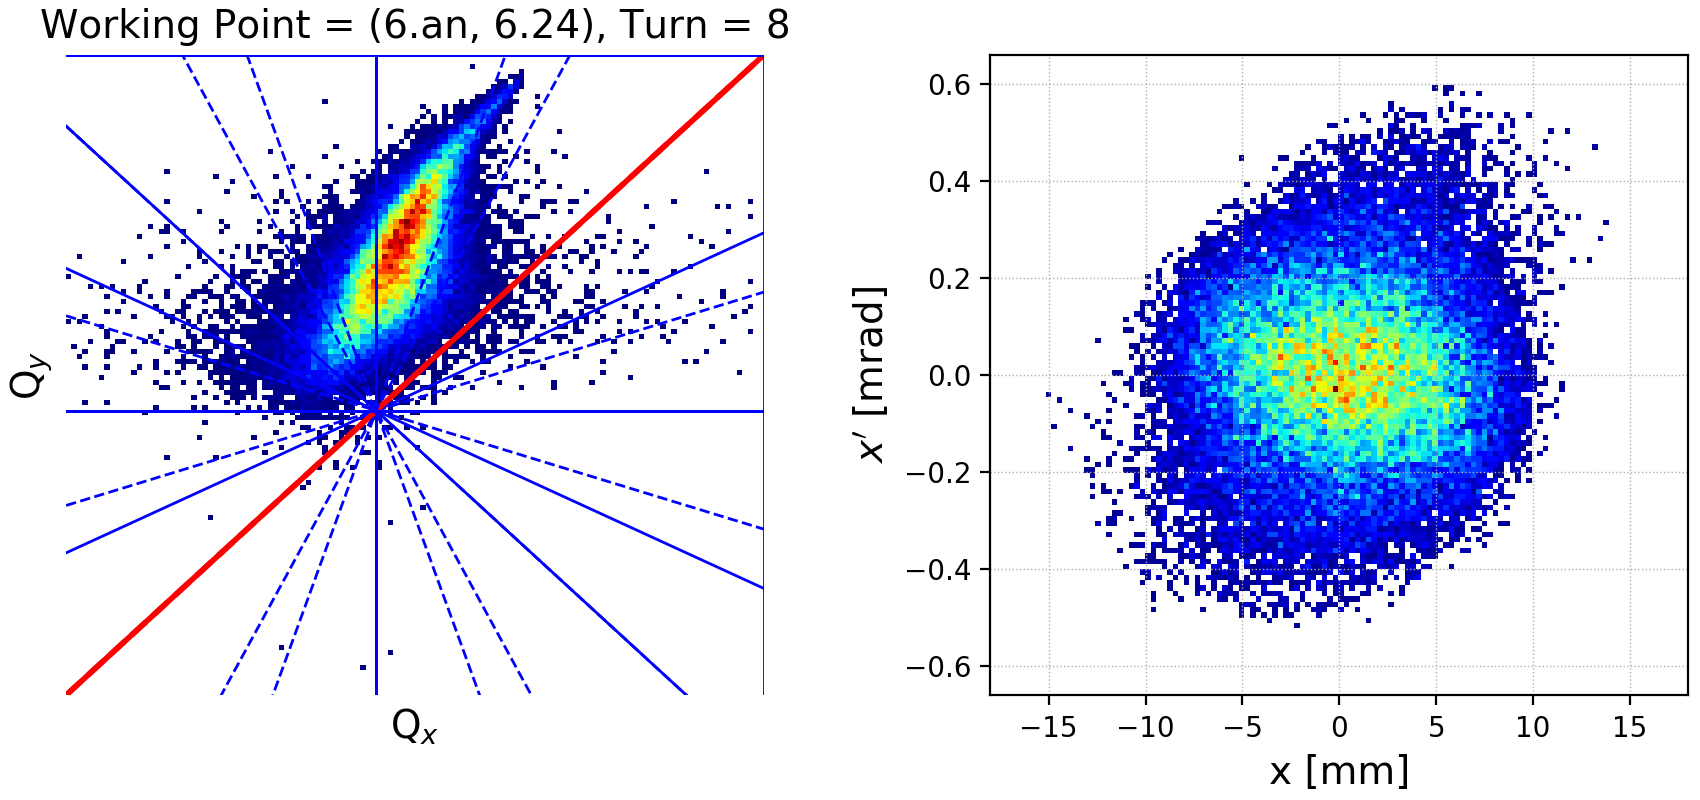 Working Point = (6.an, 6.24), Turn = 8
Qy
Qx
0.6
0.4
0.2
0.0
−0.2
−0.4
−0.6
x′ [mrad]
−15 −10 −5 0 5 10 15
x [mm]